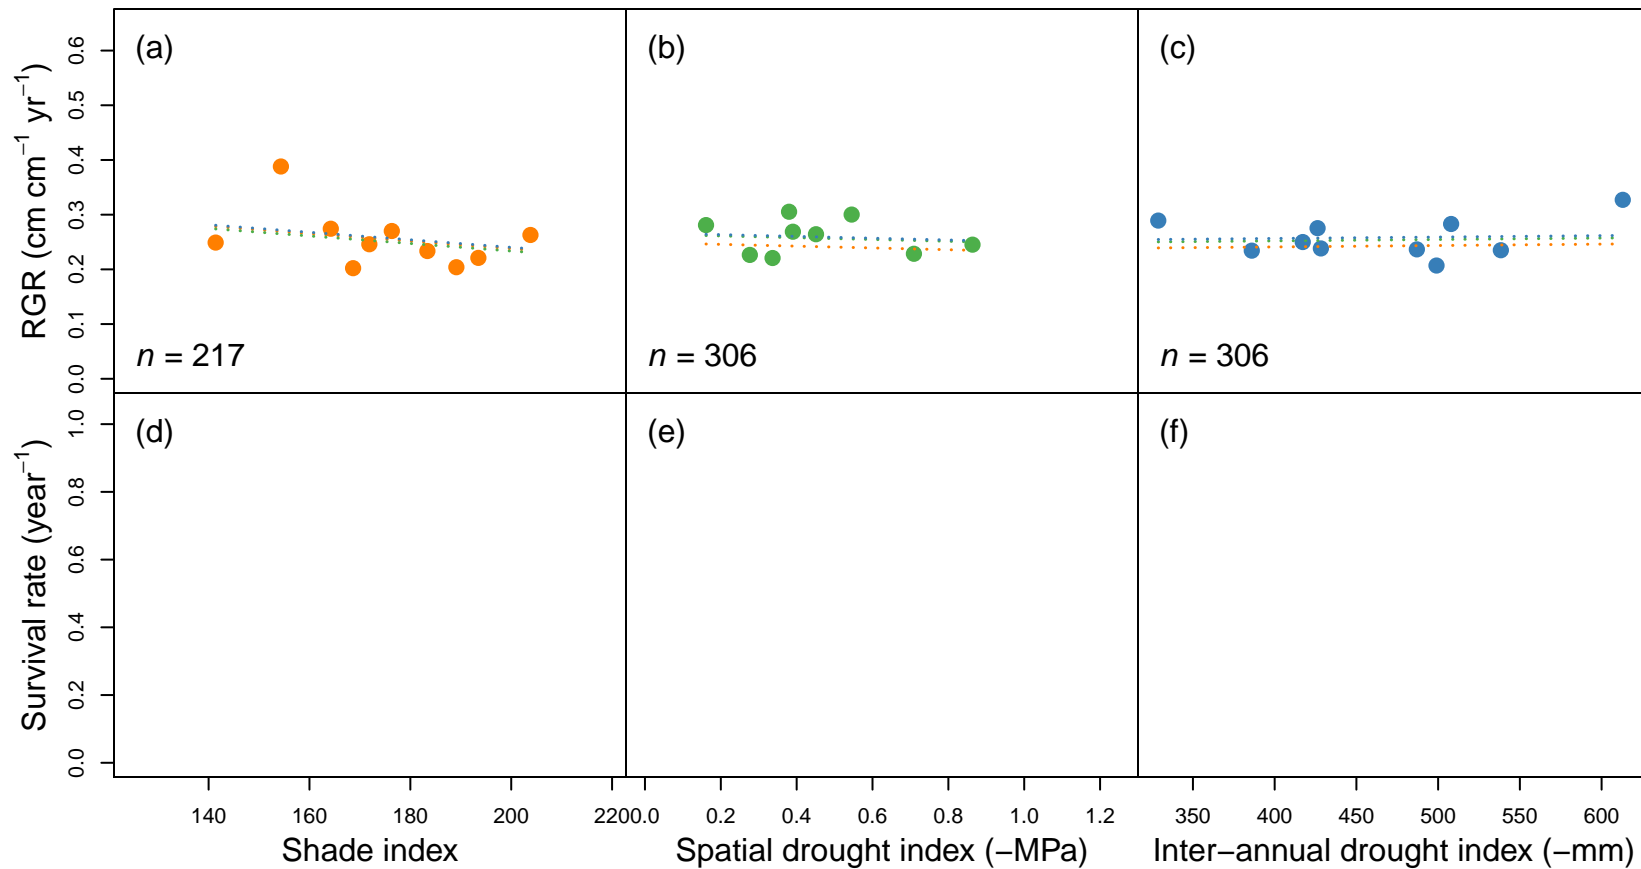 (a)
(b)
(c)
RGR (cm cm⁻¹ yr⁻¹)
0.6
0.5
0.4
0.3
0.2
0.1
0.0
n = 217
n = 306
n = 306
(d)
(e)
(f)
Survival rate (year⁻¹)
1.0
0.8
0.6
0.4
0.2
0.0
140 160 180 200 220
0.0 0.2 0.4 0.6 0.8 1.0 1.2
350 400 450 500 550 600
Shade index
Spatial drought index (−MPa)
Inter−annual drought index (−mm)